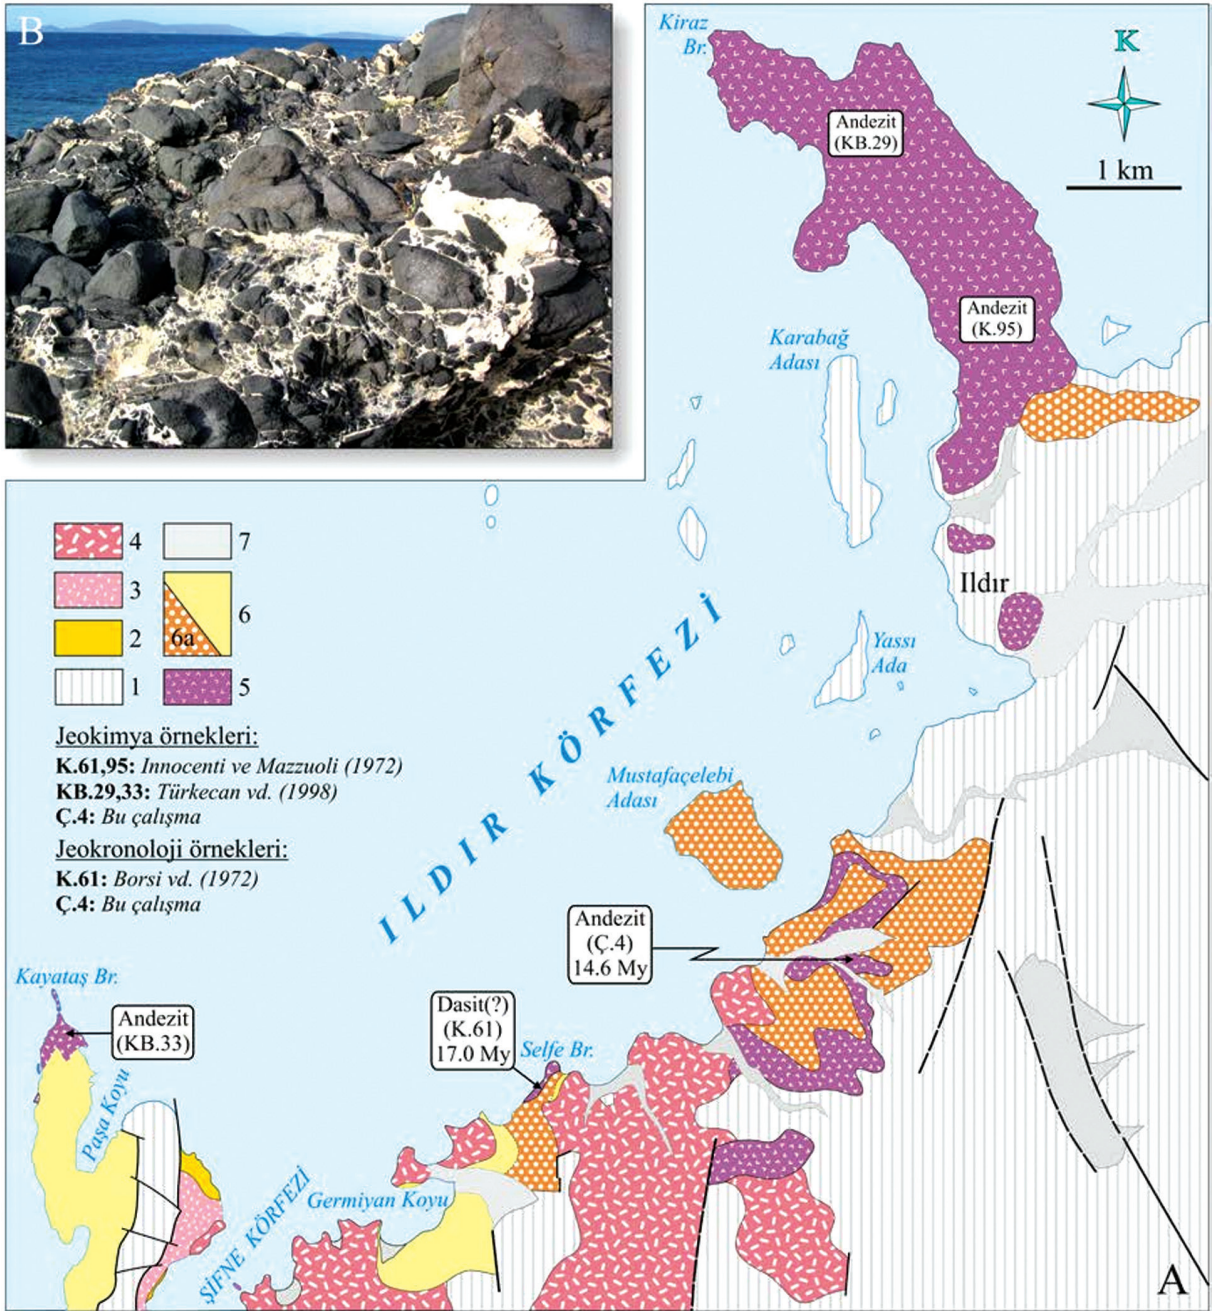 B
Kiraz
Br.
K
1 km
Andezit
(KB.29)
Andezit
(K.95)
Karabağ
Adası
Ildır
Yassı
Ada
4
7
3
6
6a
2
1
5
Jeokimya örnekleri:
K.61,95: Innocenti ve Mazzuoli (1972)
KB.29,33: Türkecan vd. (1998)
Ç.4: Bu çalışma
Jeokronoloji örnekleri:
K.61: Borsi vd. (1972)
Ç.4: Bu çalışma
ILDIR KÖRFEZİ
Mustafaçelebi
Adası
Andezit
(Ç.4)
14.6 My
Kayataş Br.
Andezit
(KB.33)
Dasit(?)
(K.61)
17.0 My
Selfe Br.
Paşa Koyu
ŞİFNE KÖRFEZİ
Germiyan Koyu
A